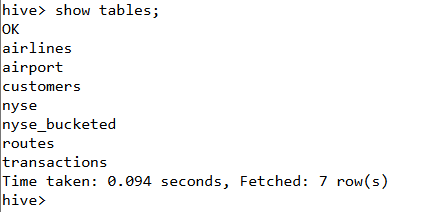 hive> show tables;
OK
airlines
airport
customers
nyse
nyse_bucketed
routes
transactions
Time taken: 0.094 seconds, Fetched: 7 row(s)
hive>